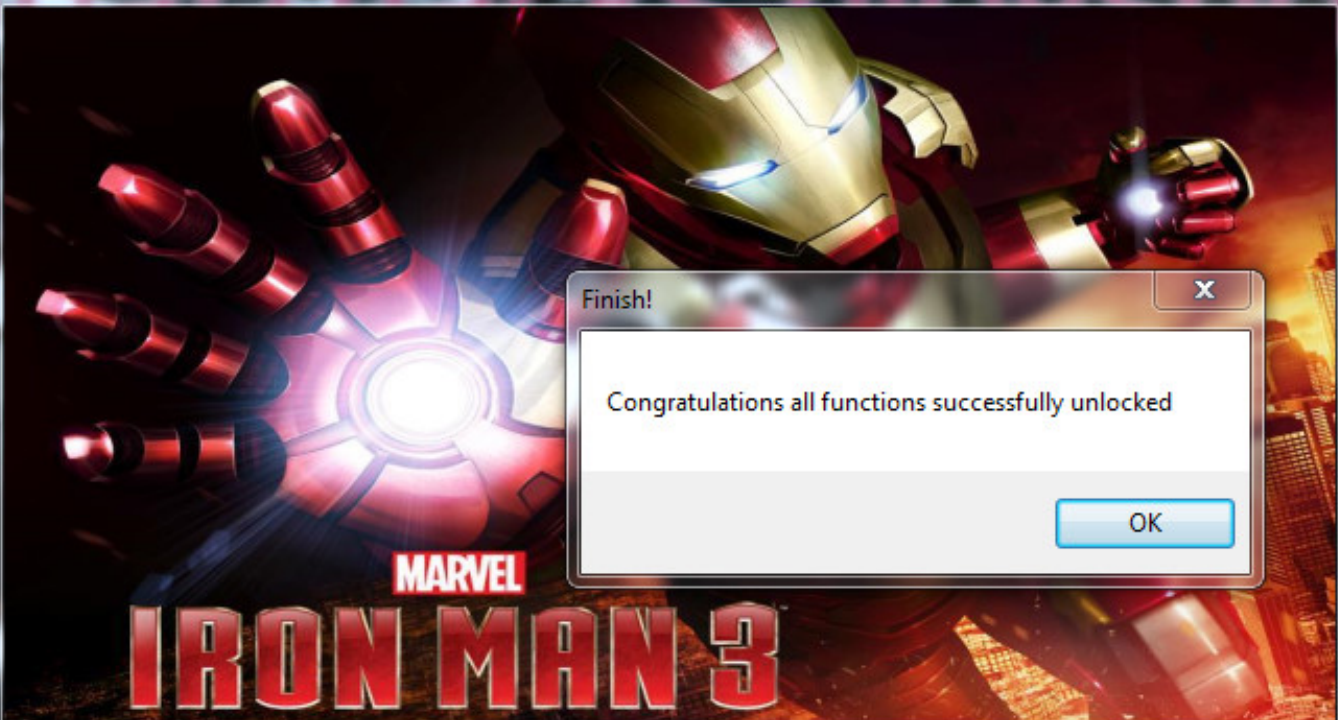 Finish!
Congratulations all functions successfully unlocked
OK
MARVEL
IRON MAN 3